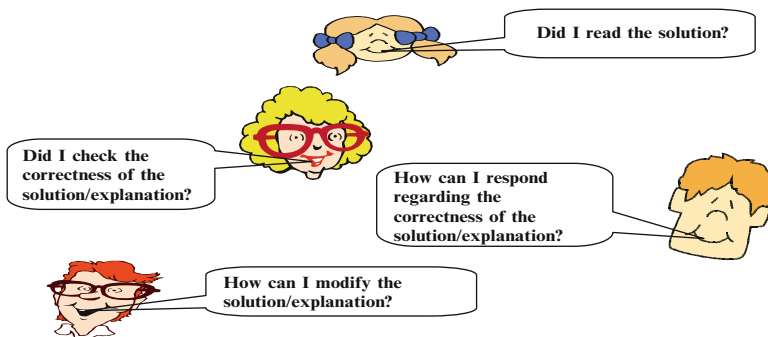 Did I read the solution?
Did I check the
correctness of the
solution/explanation?
How can I respond
regarding the
correctness of the
solution/explanation?
How can I modify the
solution/explanation?